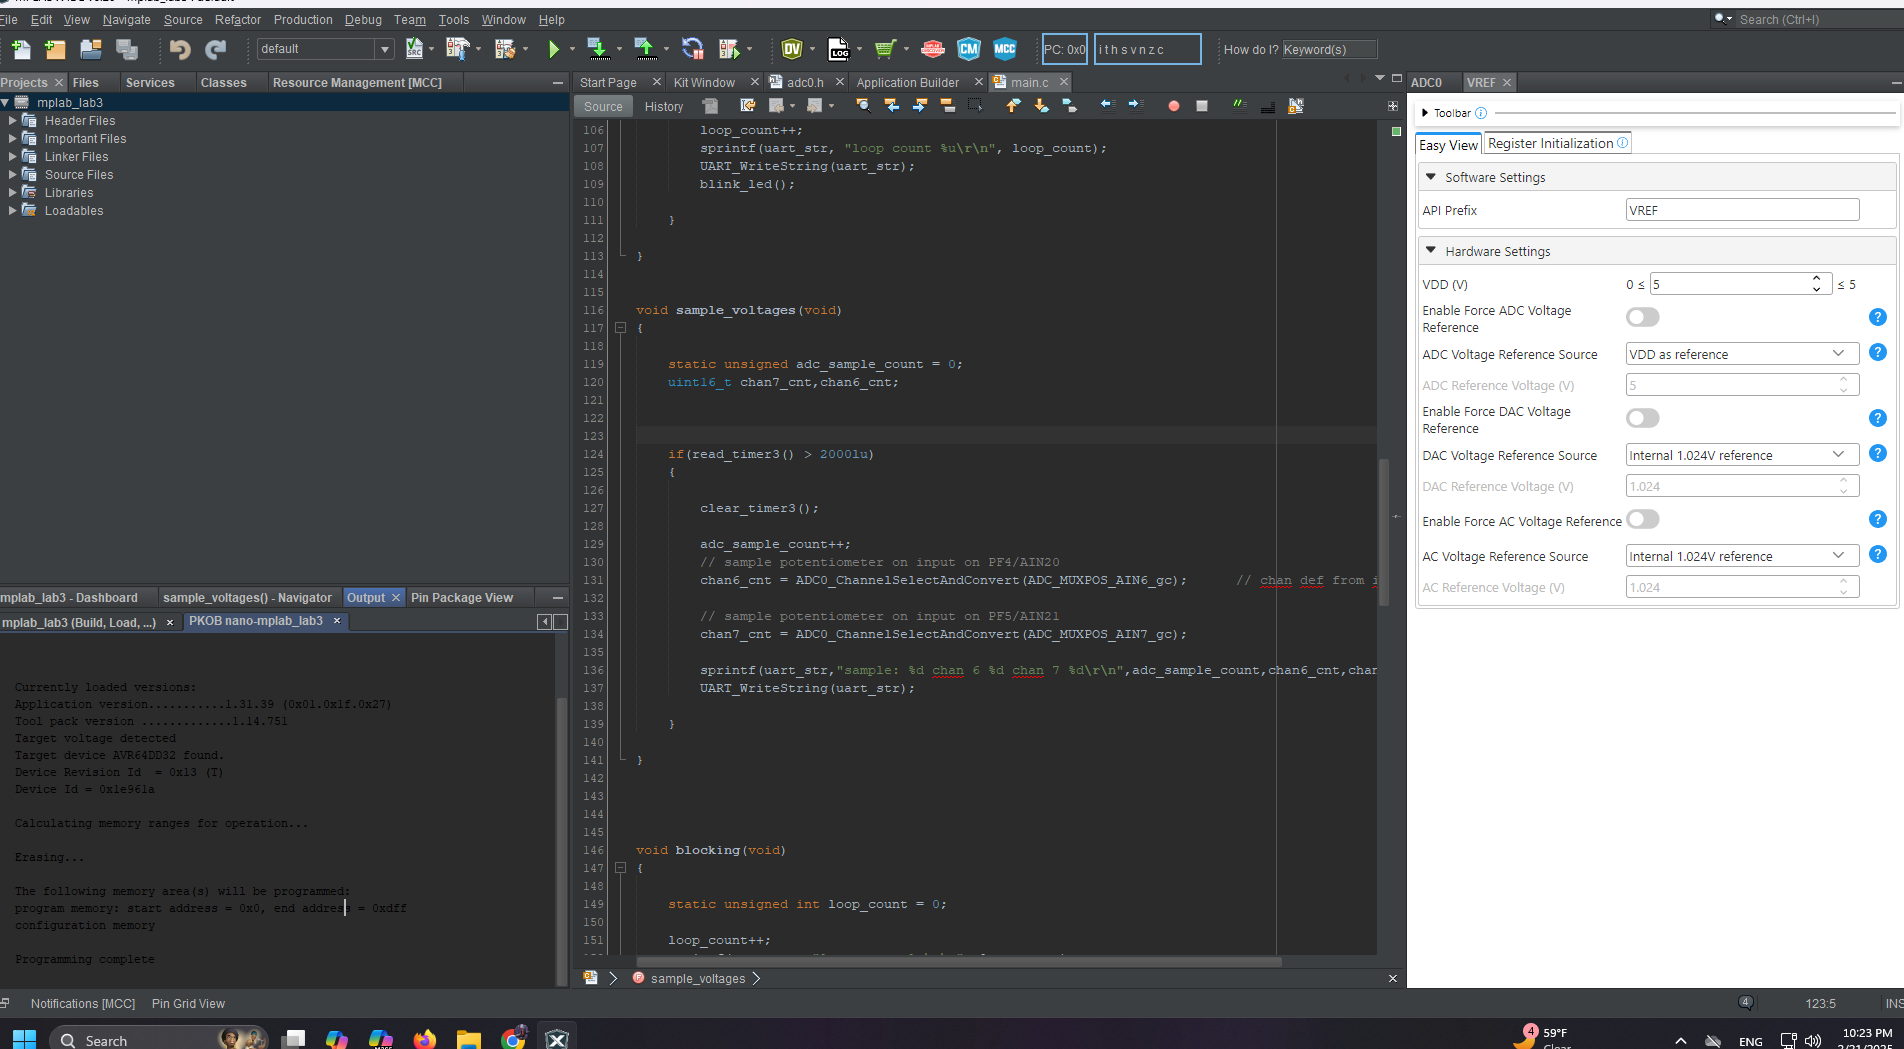 File Edit View Navigate Source Refactor Production Debug Team Tools Window Help
Search (Ctrl+I)
default
PC: 0x0
i t h s v n z c
How do I? Keyword(s)
Projects
Files
Services
Classes
Resource Management [MCC]
mplab_lab3
Header Files
Important Files
Linker Files
Source Files
Libraries
Loadables
Start Page
Kit Window
adc0.h
Application Builder
main.c
Source
History
106 loop_count++;
107 sprintf(uart_str, "loop count %u\r\n", loop_count);
108 UART_WriteString(uart_str);
109 blink_led();
110
111 }
112
113 }
114
115
116 void sample_voltages(void)
117 {
118
119 static unsigned adc_sample_count = 0;
120 uint16_t chan7_cnt,chan6_cnt;
121
122
123
124 if(read_timer3() > 2000lu)
125 {
126
127 clear_timer3();
128
129 adc_sample_count++;
130 // sample potentiometer on input on PF4/AIN20
131 chan6_cnt = ADC0_ChannelSelectAndConvert(ADC_MUXPOS_AIN6_gc); // chan def from i
132
133 // sample potentiometer on input on PF5/AIN21
134 chan7_cnt = ADC0_ChannelSelectAndConvert(ADC_MUXPOS_AIN7_gc);
135
136 sprintf(uart_str,"sample: %d chan 6 %d chan 7 %d\r\n",adc_sample_count,chan6_cnt,chan
137 UART_WriteString(uart_str);
138
139 }
140
141 }
142
143
144
145
146 void blocking(void)
147 {
148
149 static unsigned int loop_count = 0;
150
151 loop_count++;
sample_voltages
mplab_lab3 - Dashboard
sample_voltages() - Navigator
Output
Pin Package View
mplab_lab3 (Build, Load, ...)
PKOB nano-mplab_lab3
Currently loaded versions:
Application version...........1.31.39 (0x01.0x1f.0x27)
Tool pack version .............1.14.751
Target voltage detected
Target device AVR64DD32 found.
Device Revision Id = 0x13 (T)
Device Id = 0x1e961a
Calculating memory ranges for operation...
Erasing...
The following memory area(s) will be programmed:
program memory: start address = 0x0, end address = 0xdff
configuration memory
Programming complete
ADC0
VREF
Toolbar
Easy View
Register Initialization
Software Settings
API Prefix
VREF
Hardware Settings
VDD (V)
0 ≤ 5 ≤ 5
Enable Force ADC Voltage Reference
ADC Voltage Reference Source
VDD as reference
ADC Reference Voltage (V)
5
Enable Force DAC Voltage Reference
DAC Voltage Reference Source
Internal 1.024V reference
DAC Reference Voltage (V)
1.024
Enable Force AC Voltage Reference
AC Voltage Reference Source
Internal 1.024V reference
AC Reference Voltage (V)
1.024
Notifications [MCC]
Pin Grid View
4
123:5
INS
Search
4
59°F
Clear
ENG
10:23 PM